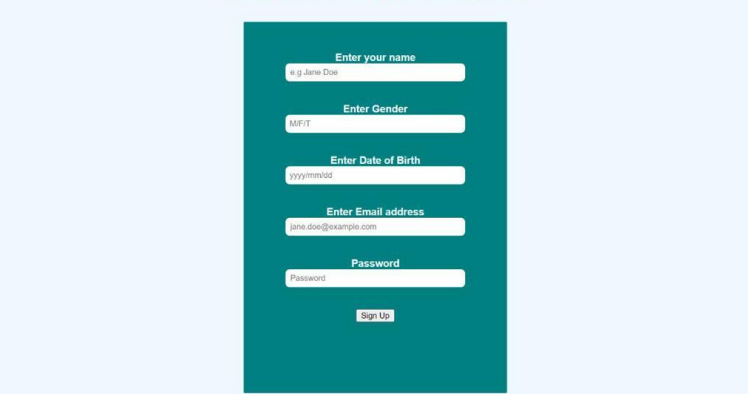 Enter your name
e.g Jane Doe
Enter Gender
M/F/T
Enter Date of Birth
yyyy/mm/dd
Enter Email address
jane.doe@example.com
Password
Password
Sign Up